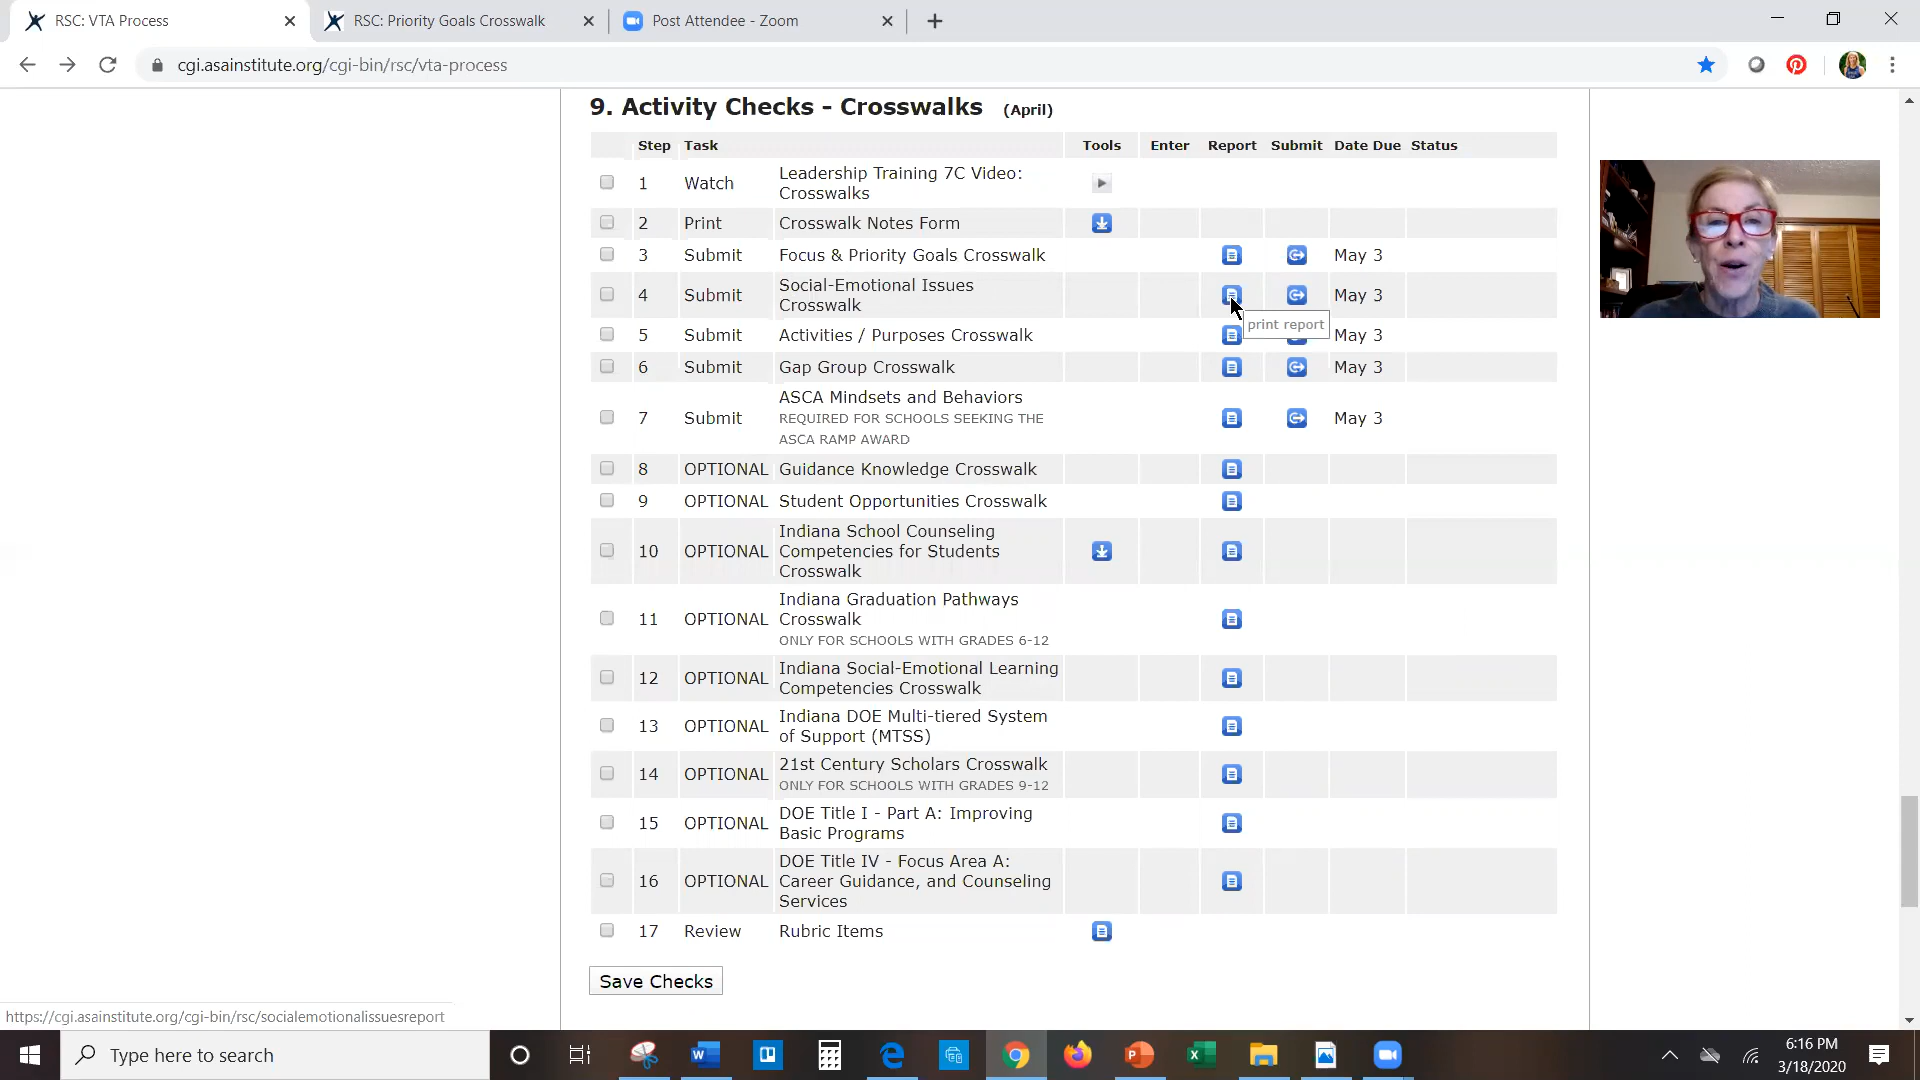 RSC: VTA Process
RSC: Priority Goals Crosswalk
Post Attendee - Zoom
cgi.asainstitute.org/cgi-bin/rsc/vta-process
9. Activity Checks - Crosswalks (April)
Step Task Tools Enter Report Submit Date Due Status
1 Watch Leadership Training 7C Video:
Crosswalks
2 Print Crosswalk Notes Form
3 Submit Focus & Priority Goals Crosswalk May 3
4 Submit Social-Emotional Issues
Crosswalk May 3
print report
5 Submit Activities / Purposes Crosswalk May 3
6 Submit Gap Group Crosswalk May 3
7 Submit ASCA Mindsets and Behaviors May 3
REQUIRED FOR SCHOOLS SEEKING THE
ASCA RAMP AWARD
8 OPTIONAL Guidance Knowledge Crosswalk
9 OPTIONAL Student Opportunities Crosswalk
10 OPTIONAL Indiana School Counseling
Competencies for Students
Crosswalk
11 OPTIONAL Indiana Graduation Pathways
Crosswalk
ONLY FOR SCHOOLS WITH GRADES 6-12
12 OPTIONAL Indiana Social-Emotional Learning
Competencies Crosswalk
13 OPTIONAL Indiana DOE Multi-tiered System
of Support (MTSS)
14 OPTIONAL 21st Century Scholars Crosswalk
ONLY FOR SCHOOLS WITH GRADES 9-12
15 OPTIONAL DOE Title I - Part A: Improving
Basic Programs
16 OPTIONAL DOE Title IV - Focus Area A:
Career Guidance, and Counseling
Services
17 Review Rubric Items
Save Checks
https://cgi.asainstitute.org/cgi-bin/rsc/socialemotionalissuesreport
Type here to search
6:16 PM
3/18/2020